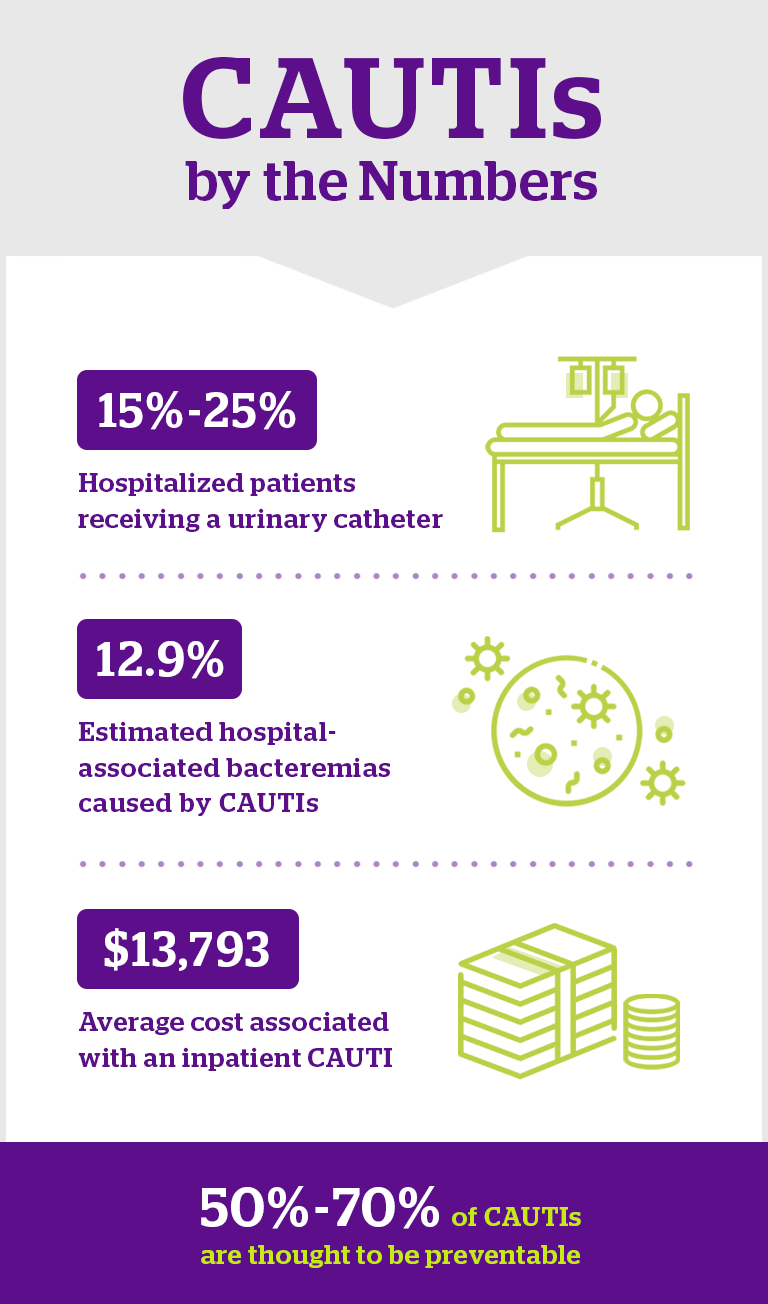 CAUTIs
by the Numbers
15%-25%
Hospitalized patients
receiving a urinary catheter
12.9%
Estimated hospital-
associated bacteremias
caused by CAUTIs
$13,793
Average cost associated
with an inpatient CAUTI
50%-70% of CAUTIs
are thought to be preventable